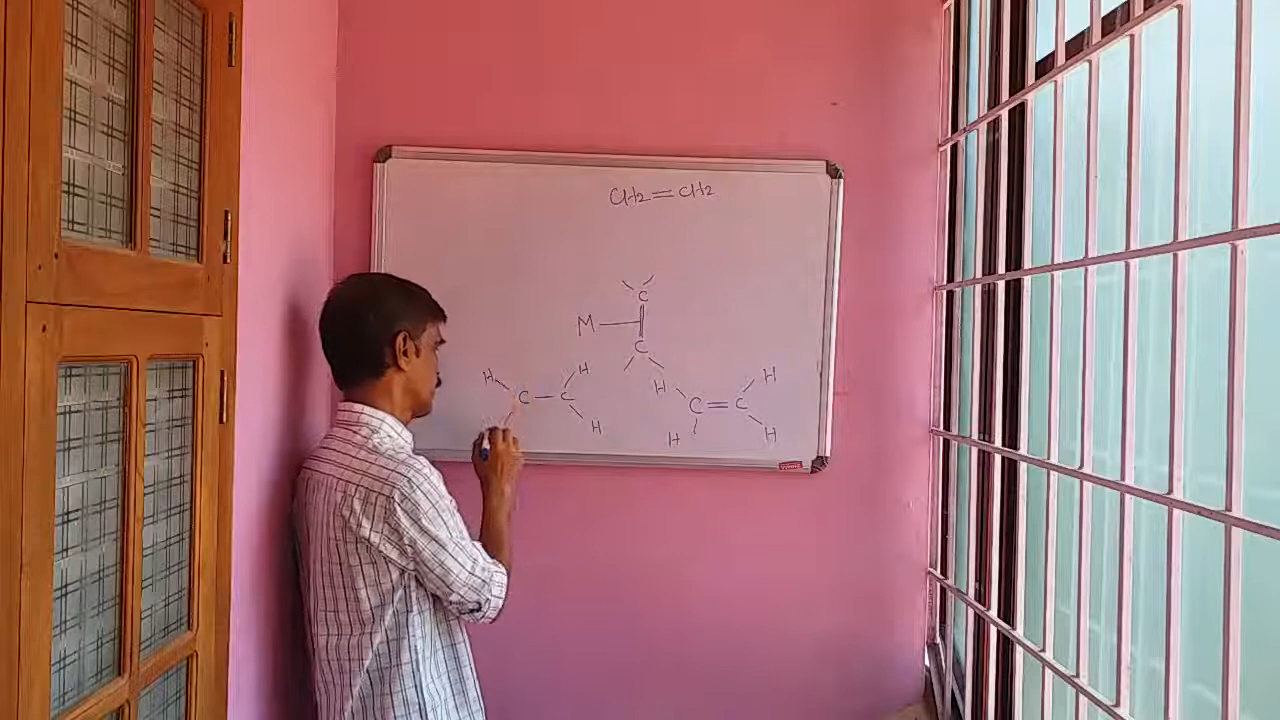 CH2=CH2
C
M—||
C
H H H H
C—C C=C
H H H